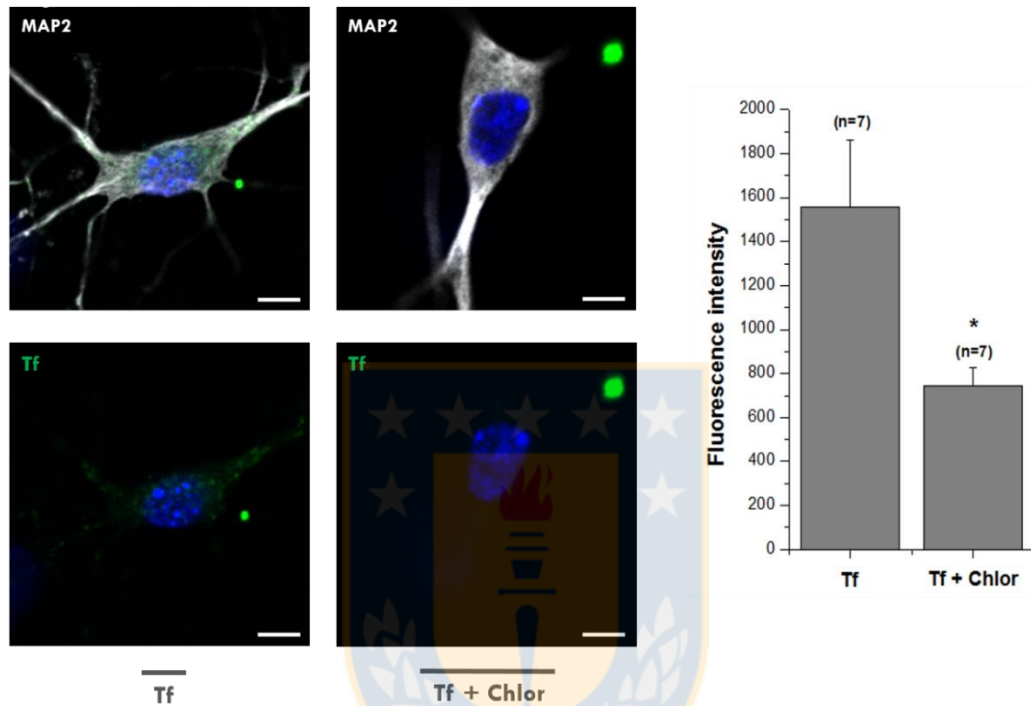 MAP2
MAP2
Tf
Tf
Tf
Tf + Chlor
Fluorescence intensity
2000
1800
1600
1400
1200
1000
800
600
400
200
0
(n=7)
*
(n=7)
Tf
Tf + Chlor